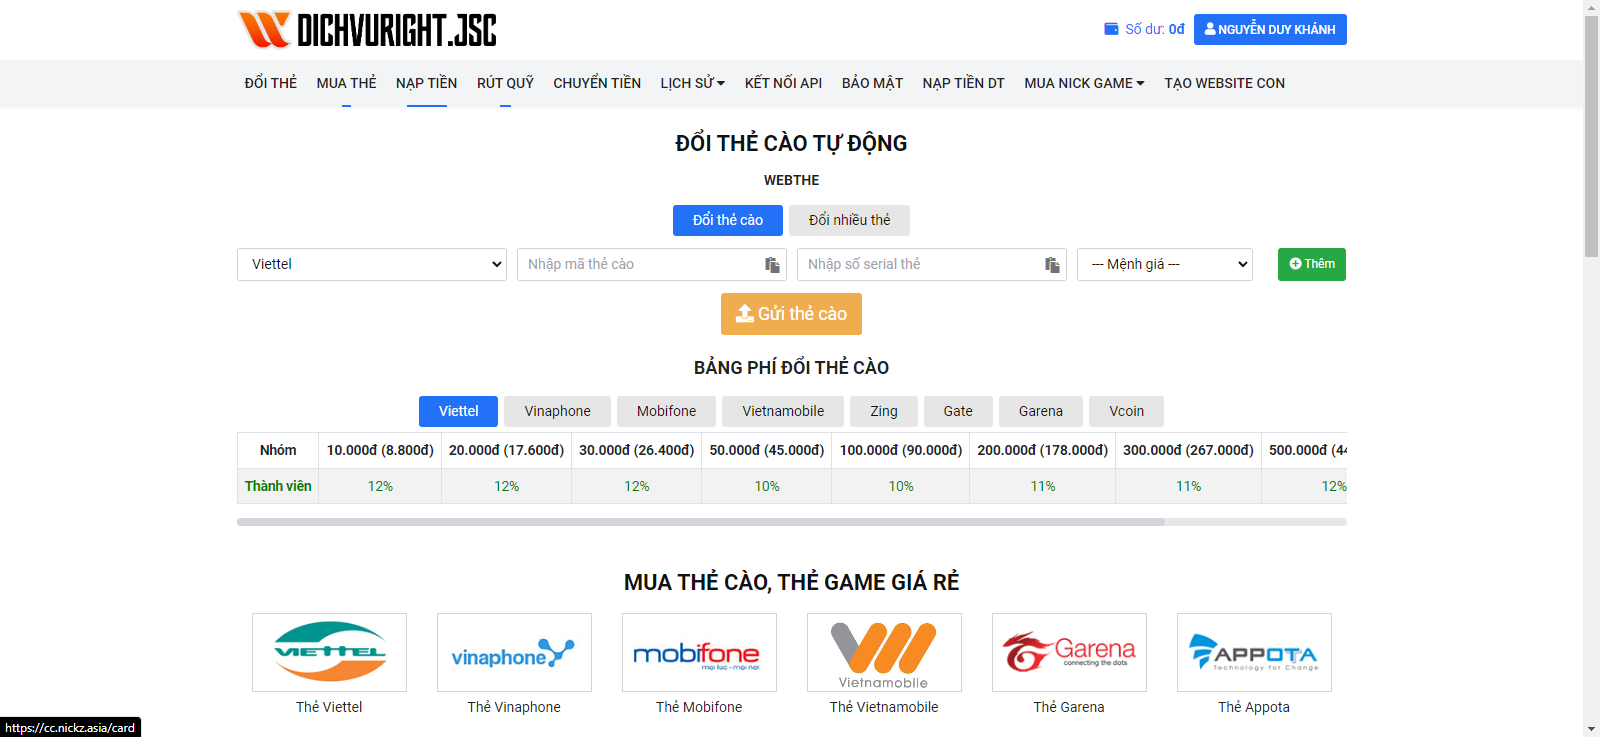 DICHVURIGHT.JSC
Số dư: 0đ NGUYỄN DUY KHÁNH
ĐỔI THẺ MUA THẺ NẠP TIỀN RÚT QUỸ CHUYỂN TIỀN LỊCH SỬ KẾT NỐI API BẢO MẬT NẠP TIỀN DT MUA NICK GAME TẠO WEBSITE CON
ĐỔI THẺ CÀO TỰ ĐỘNG
WEBTHE
Đổi thẻ cào Đổi nhiều thẻ
Viettel Nhập mã thẻ cào Nhập số serial thẻ --- Mệnh giá --- Thêm
Gửi thẻ cào
BẢNG PHÍ ĐỔI THẺ CÀO
Viettel Vinaphone Mobifone Vietnamobile Zing Gate Garena Vcoin
Nhóm 10.000đ (8.800đ) 20.000đ (17.600đ) 30.000đ (26.400đ) 50.000đ (45.000đ) 100.000đ (90.000đ) 200.000đ (178.000đ) 300.000đ (267.000đ) 500.000đ (44
Thành viên 12% 12% 12% 10% 10% 11% 11% 12%
MUA THẺ CÀO, THẺ GAME GIÁ RẺ
VIETTEL vinaphone mobifone Vietnamobile Garena APPOTA
mọi lúc - mọi nơi connecting the dots Technology for Change
Thẻ Viettel Thẻ Vinaphone Thẻ Mobifone Thẻ Vietnamobile Thẻ Garena Thẻ Appota
https://cc.nickz.asia/card